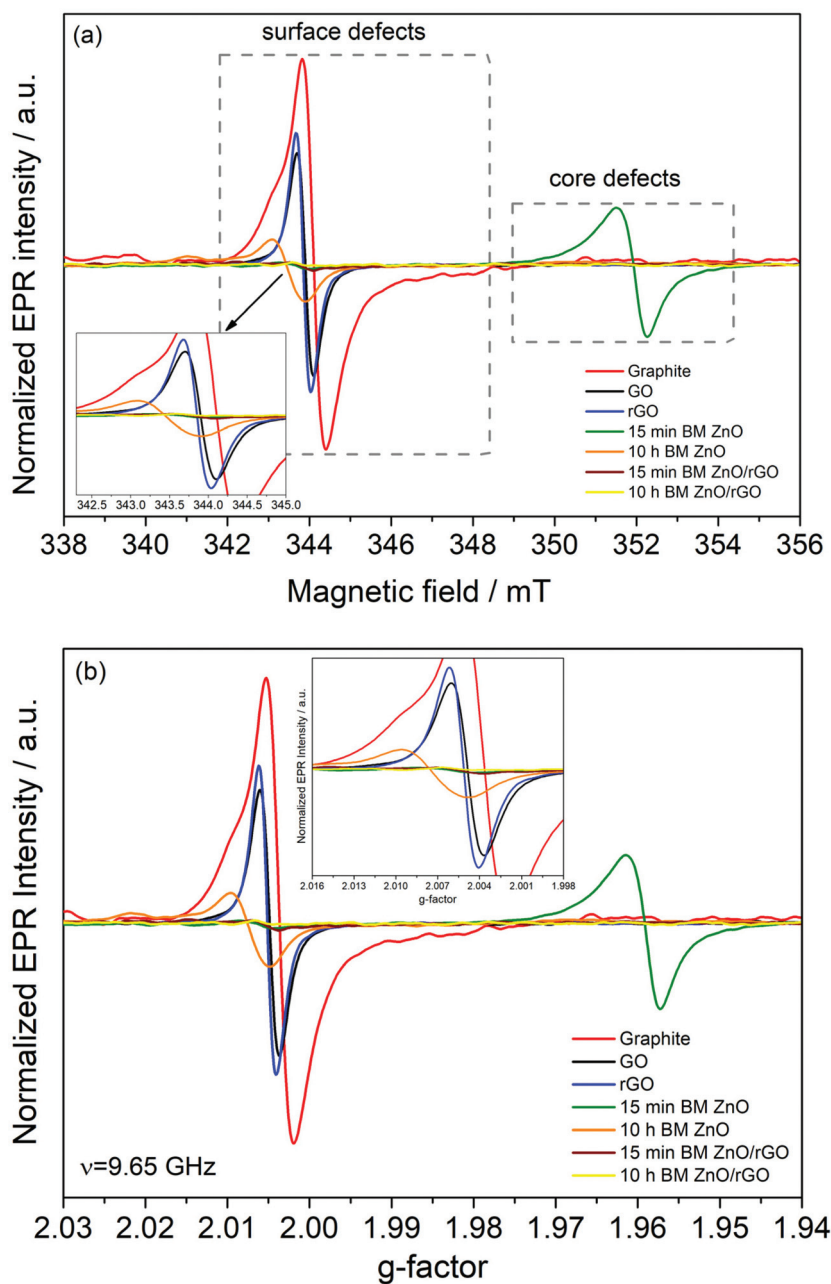 (a)
surface defects
core defects
Normalized EPR intensity / a.u.
Graphite
GO
rGO
15 min BM ZnO
10 h BM ZnO
15 min BM ZnO/rGO
10 h BM ZnO/rGO
342.5 343.0 343.5 344.0 344.5 345.0
338 340 342 344 346 348 350 352 354 356
Magnetic field / mT
(b)
Normalized EPR Intensity / a.u.
Normalized EPR Intensity / a.u.
2.016 2.013 2.010 2.007 2.004 2.001 1.998
g-factor
Graphite
GO
rGO
15 min BM ZnO
10 h BM ZnO
15 min BM ZnO/rGO
10 h BM ZnO/rGO
ν=9.65 GHz
2.03 2.01 2.00 1.99 1.98 1.97 1.96 1.95 1.94
g-factor